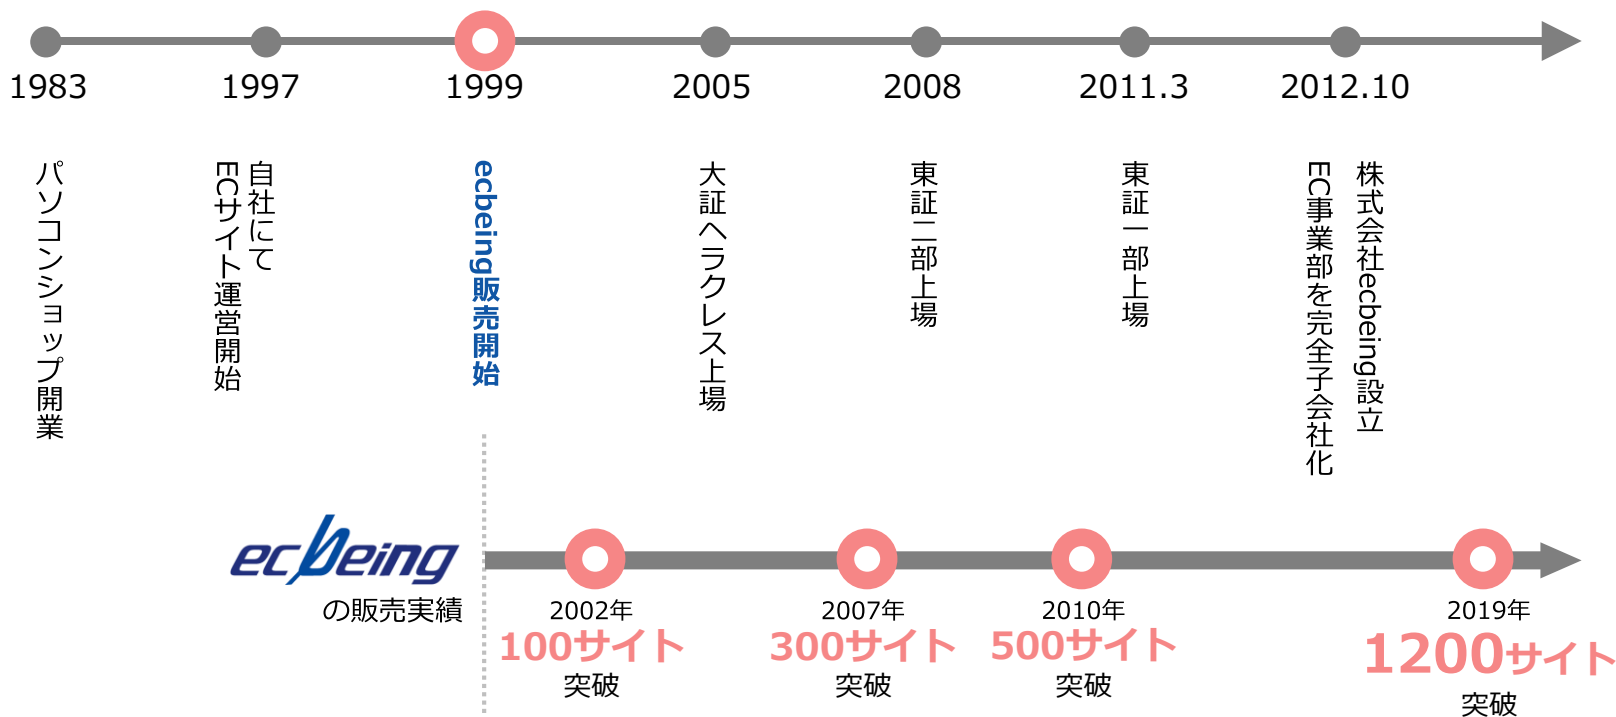 1983
1997
1999
2005
2008
2011.3
2012.10
パソコンショップ開業
自社にて
ECサイト運営開始
ecbeing販売開始
大証ヘラクレス上場
東証二部上場
東証一部上場
株式会社ecbeing設立
EC事業部を完全子会社化
ecbeing
の販売実績
2002年
100サイト
突破
2007年
300サイト
突破
2010年
500サイト
突破
2019年
1200サイト
突破